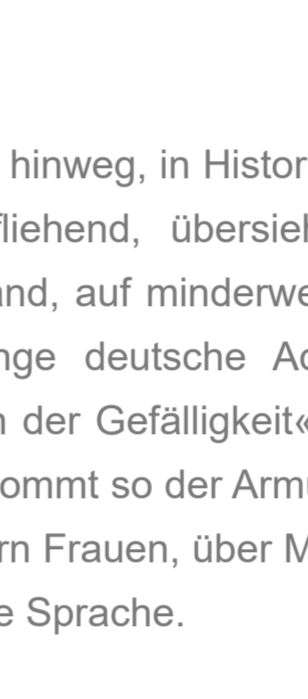 hinweg, in Histor
fliehend, übersieh
and, auf minderwe
nge deutsche Ac
n der Gefälligkeit«
ommt so der Armu
rn Frauen, über M
e Sprache.